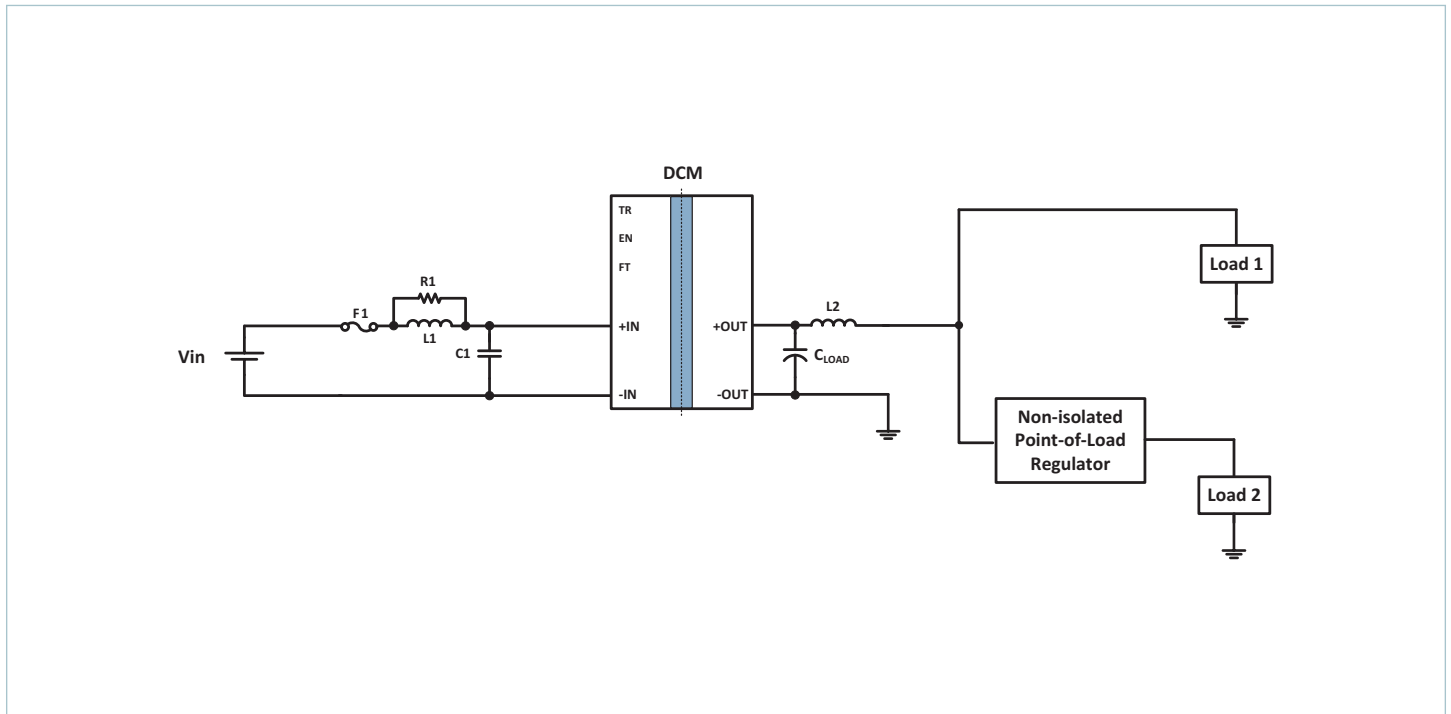 DCM
TR
EN
FT
R1
F1
L1
C1
Vin
+IN
-IN
+OUT
-OUT
L2
CLOAD
Load 1
Non-isolated
Point-of-Load
Regulator
Load 2